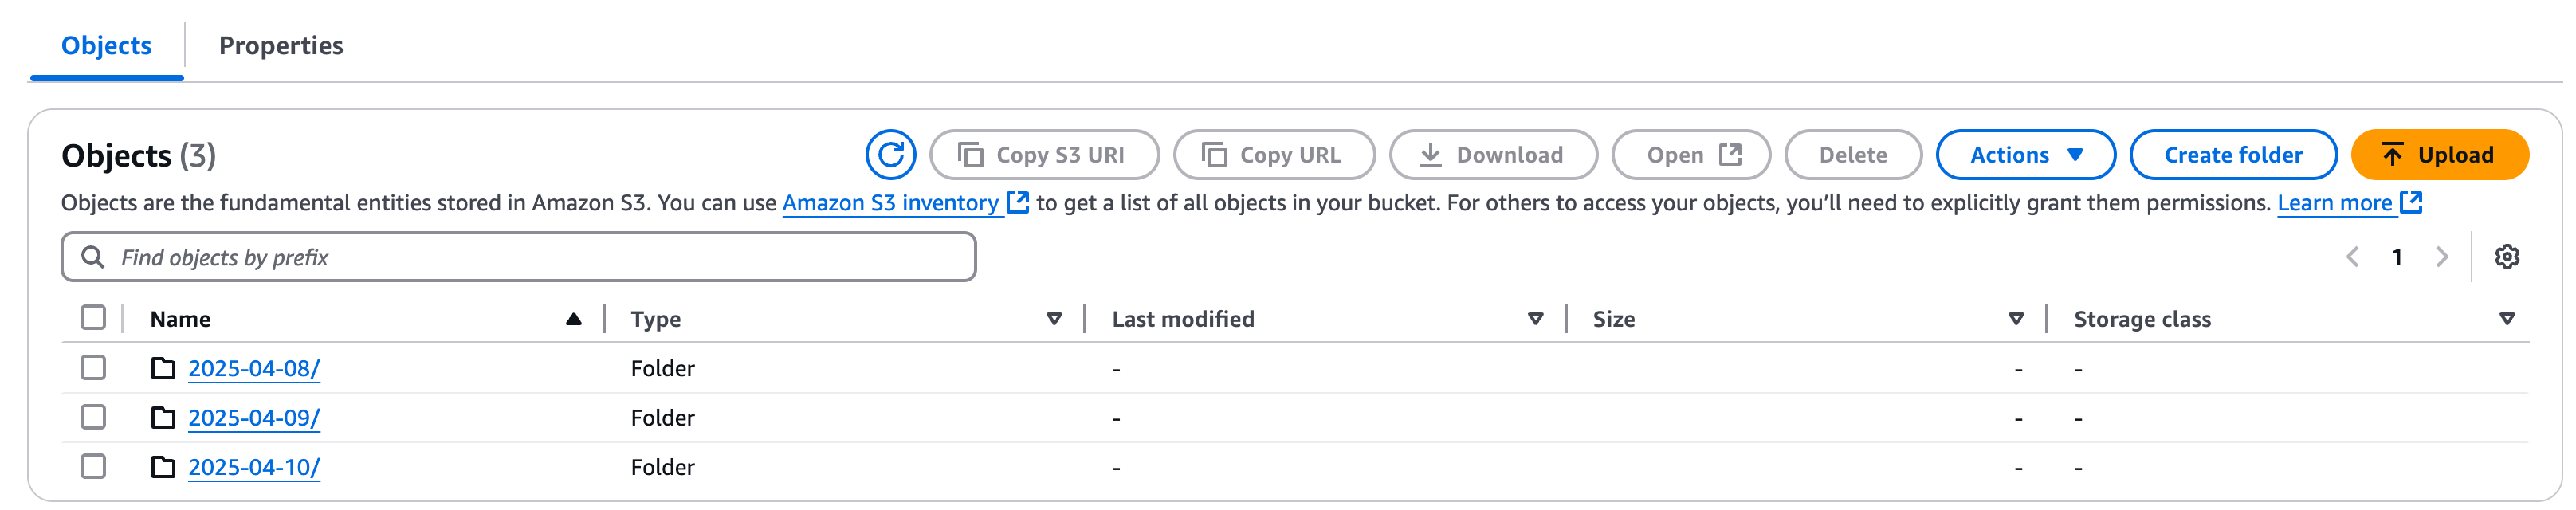 Objects Properties
Objects (3) Copy S3 URI Copy URL Download Open Delete Actions Create folder Upload
Objects are the fundamental entities stored in Amazon S3. You can use Amazon S3 inventory to get a list of all objects in your bucket. For others to access your objects, you’ll need to explicitly grant them permissions. Learn more
Find objects by prefix 1
Name Type Last modified Size Storage class
2025-04-08/ Folder - - -
2025-04-09/ Folder - - -
2025-04-10/ Folder - - -